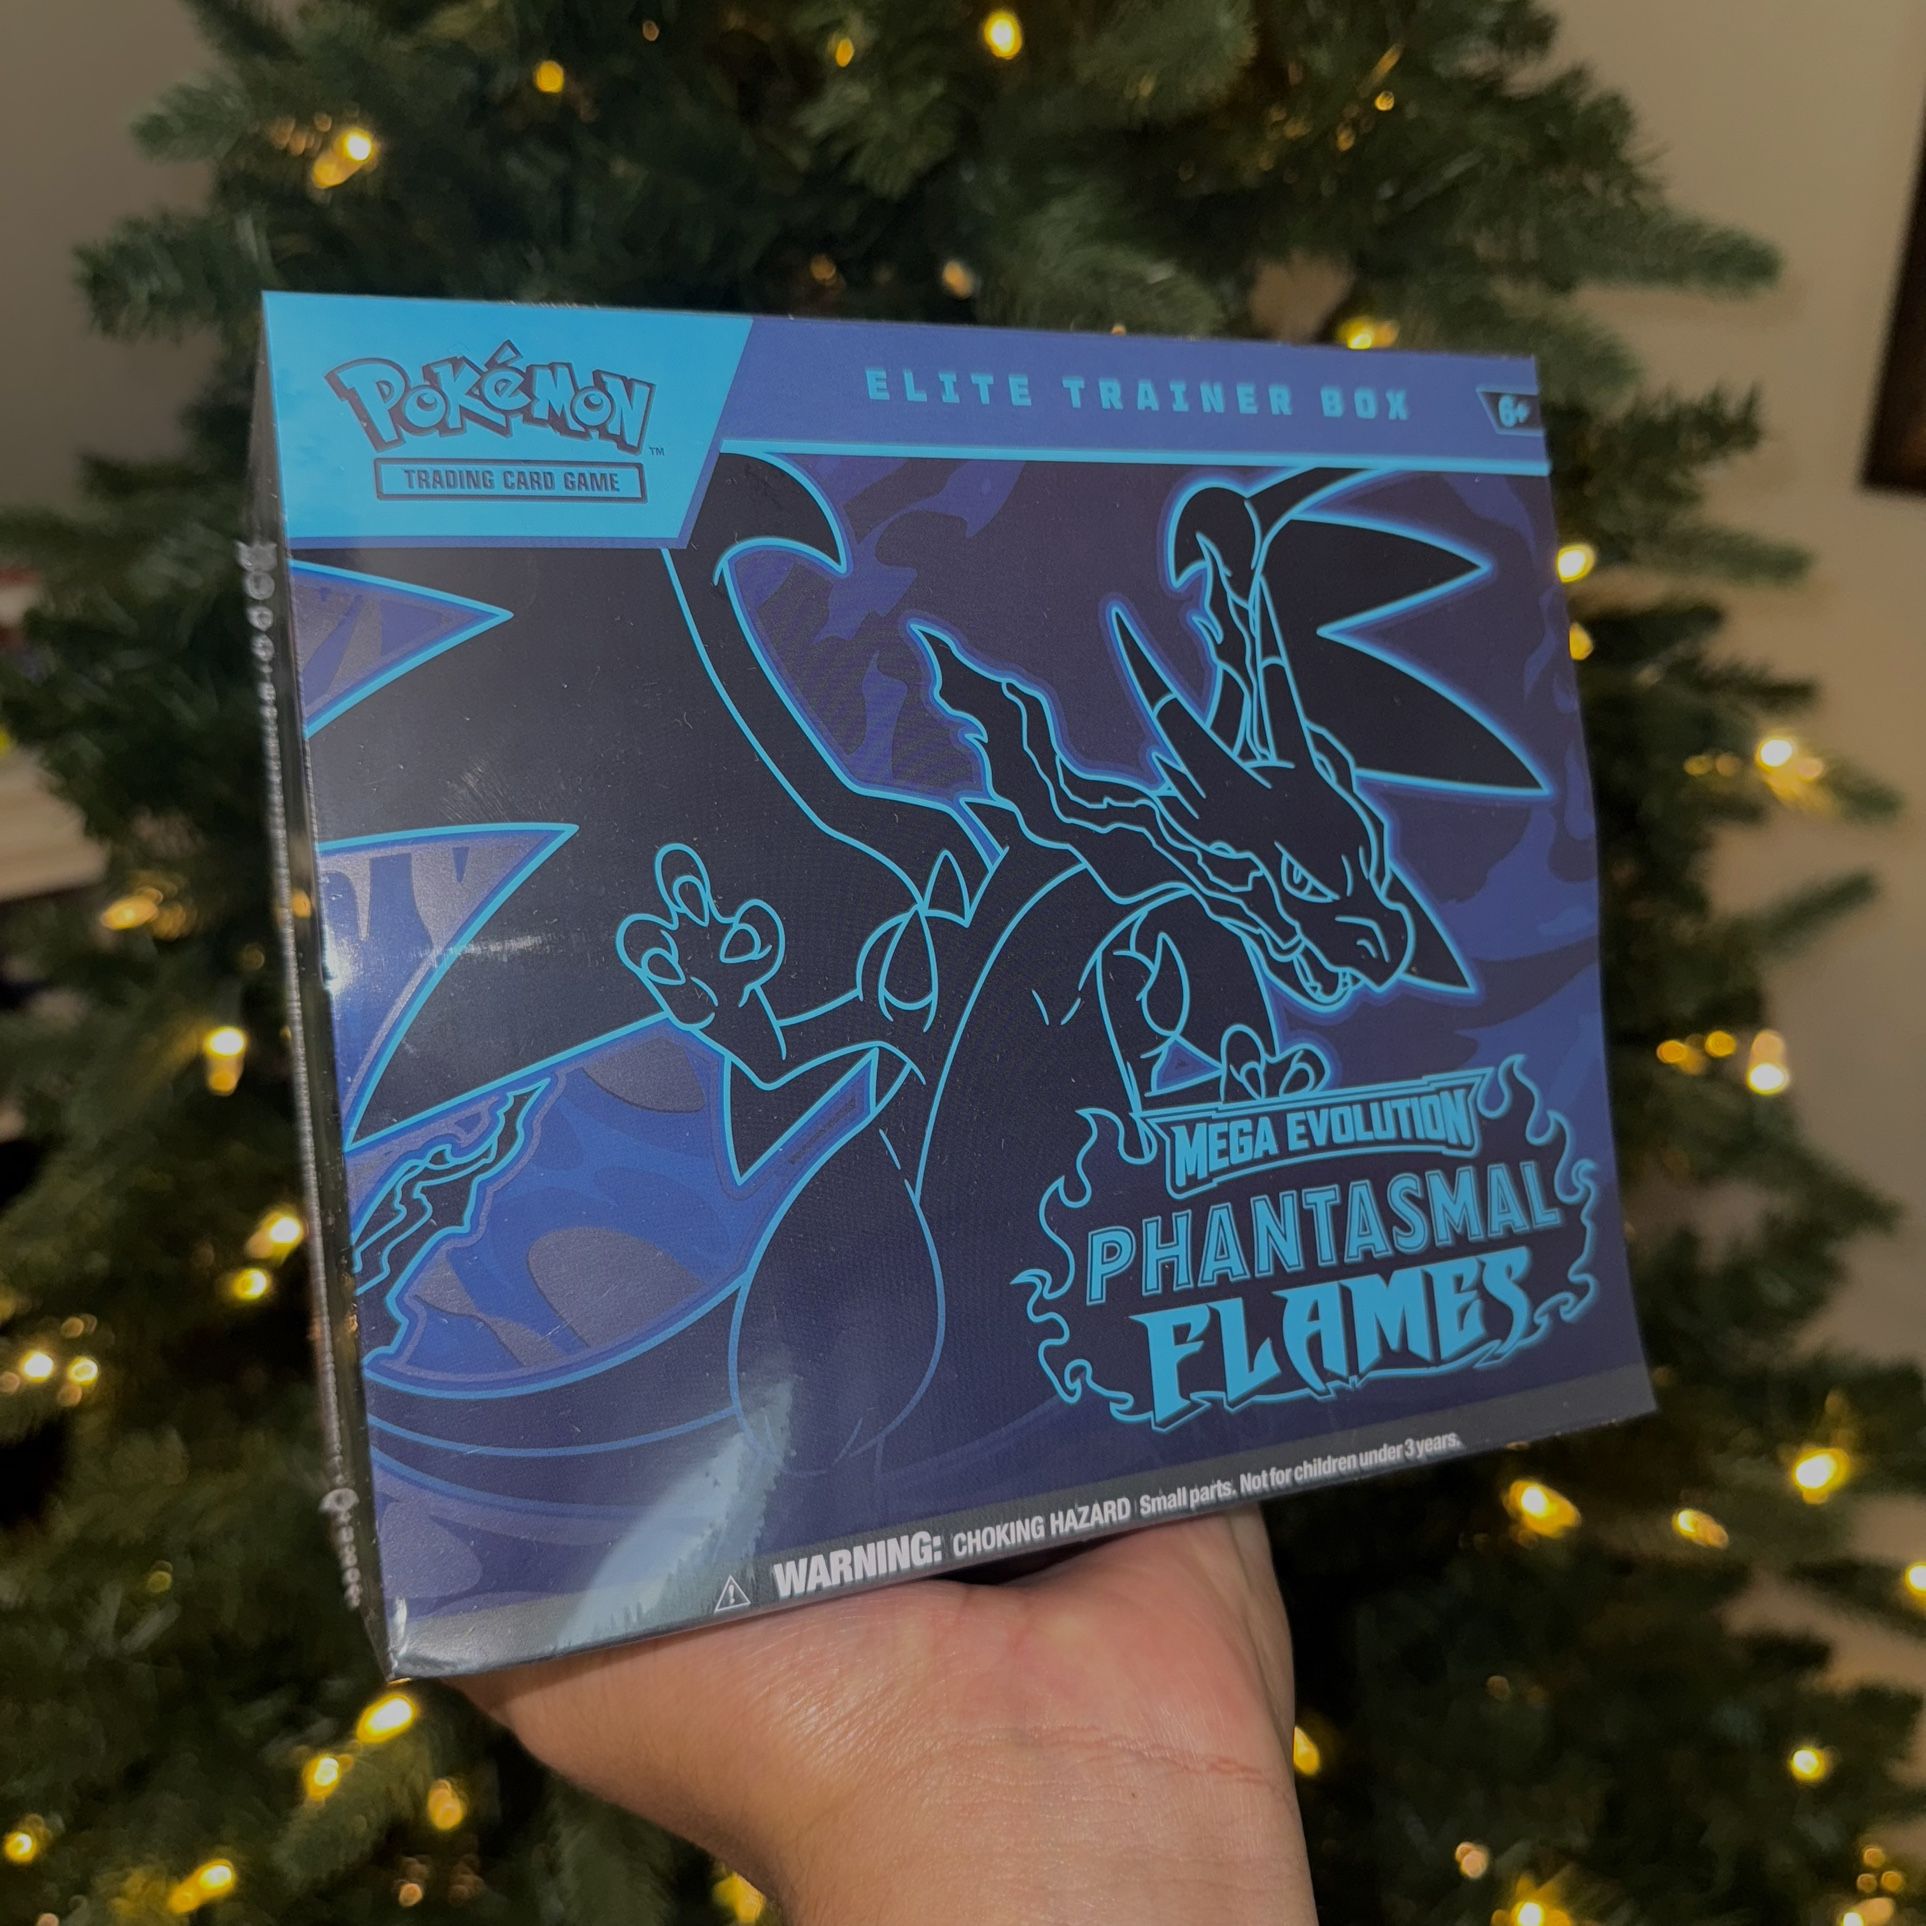 POKéMON™
TRADING CARD GAME
ELITE TRAINER BOX
6+
MEGA EVOLUTION
PHANTASMAL
FLAMES
WARNING: CHOKING HAZARD Small parts. Not for children under 3 years.